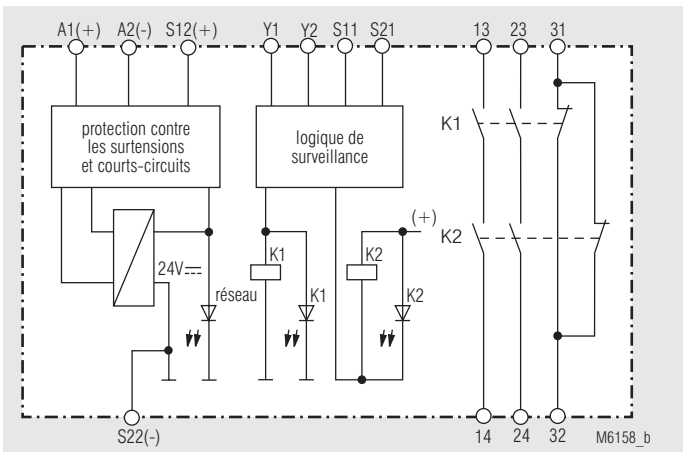 A1(+) A2(-) S12(+) Y1 Y2 S11 S21 13 23 31
protection contre
les surtensions
et courts-circuits
logique de
surveillance
K1
K2
(+)
24V
réseau
K1
K1
K2
K2
S22(-)
14 24 32
M6158_b